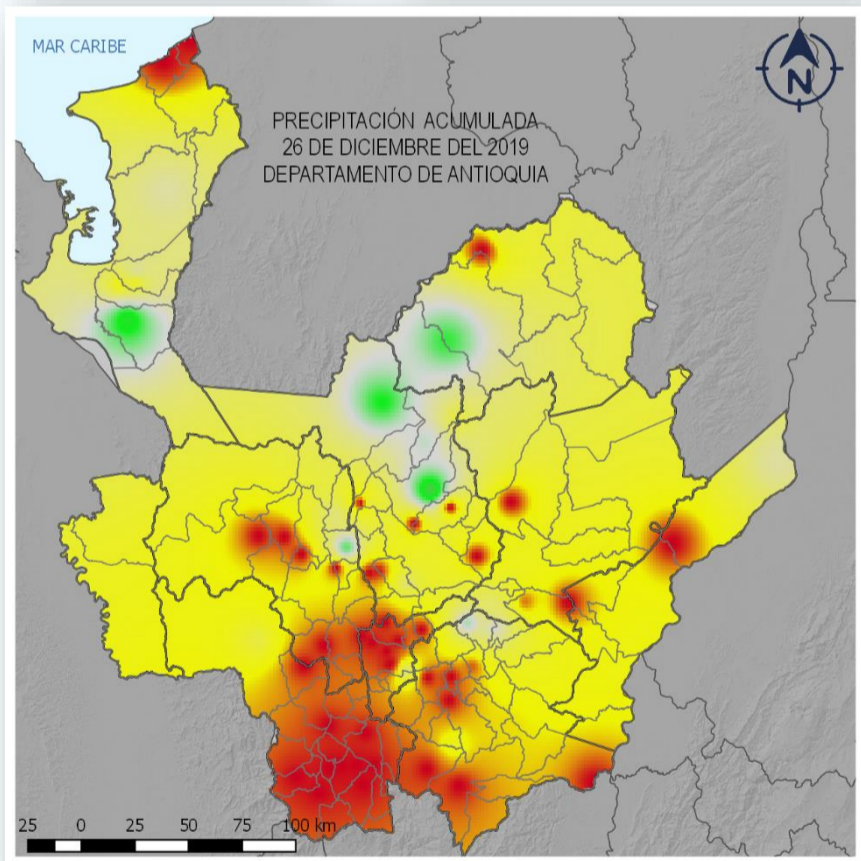 MAR CARIBE
PRECIPITACIÓN ACUMULADA
26 DE DICIEMBRE DEL 2019
DEPARTAMENTO DE ANTIOQUIA
N
25 0 25 50 75 100 km